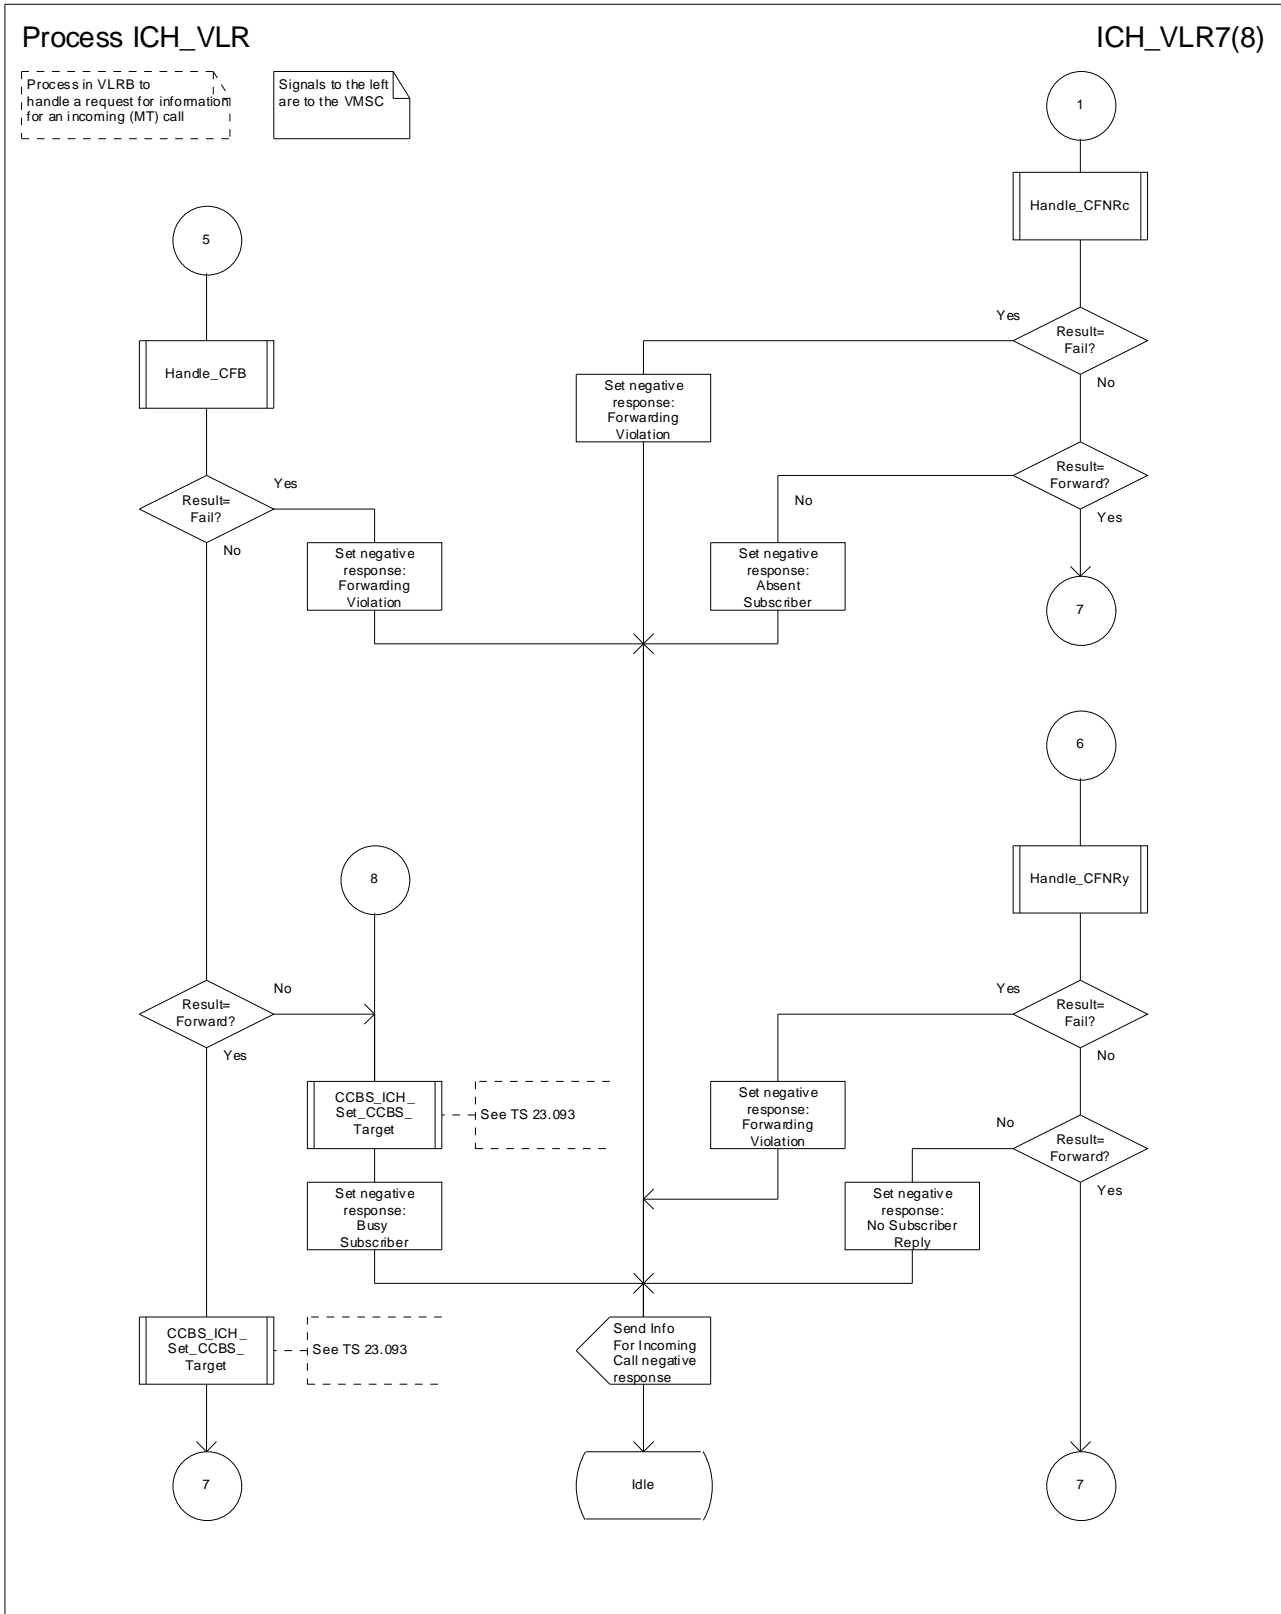 Process ICH_VLR
ICH_VLR7(8)
Process in VLRB to
handle a request for information
for an incoming (MT) call
Signals to the left
are to the VMSC
1
Handle_CFNRc
5
Yes
Result=
Fail?
No
Handle_CFB
Set negative
response:
Forwarding
Violation
Yes
Result=
Fail?
No
No
Result=
Forward?
Yes
Set negative
response:
Forwarding
Violation
Set negative
response:
Absent
Subscriber
7
6
8
Handle_CFNRy
No
Result=
Forward?
Yes
Yes
Result=
Fail?
No
CCBS_ICH_
Set_CCBS_
Target
See TS 23.093
Set negative
response:
Forwarding
Violation
No
Result=
Forward?
Yes
Set negative
response:
Busy
Subscriber
Set negative
response:
No Subscriber
Reply
CCBS_ICH_
Set_CCBS_
Target
See TS 23.093
Send Info
For Incoming
Call negative
response
7
Idle
7